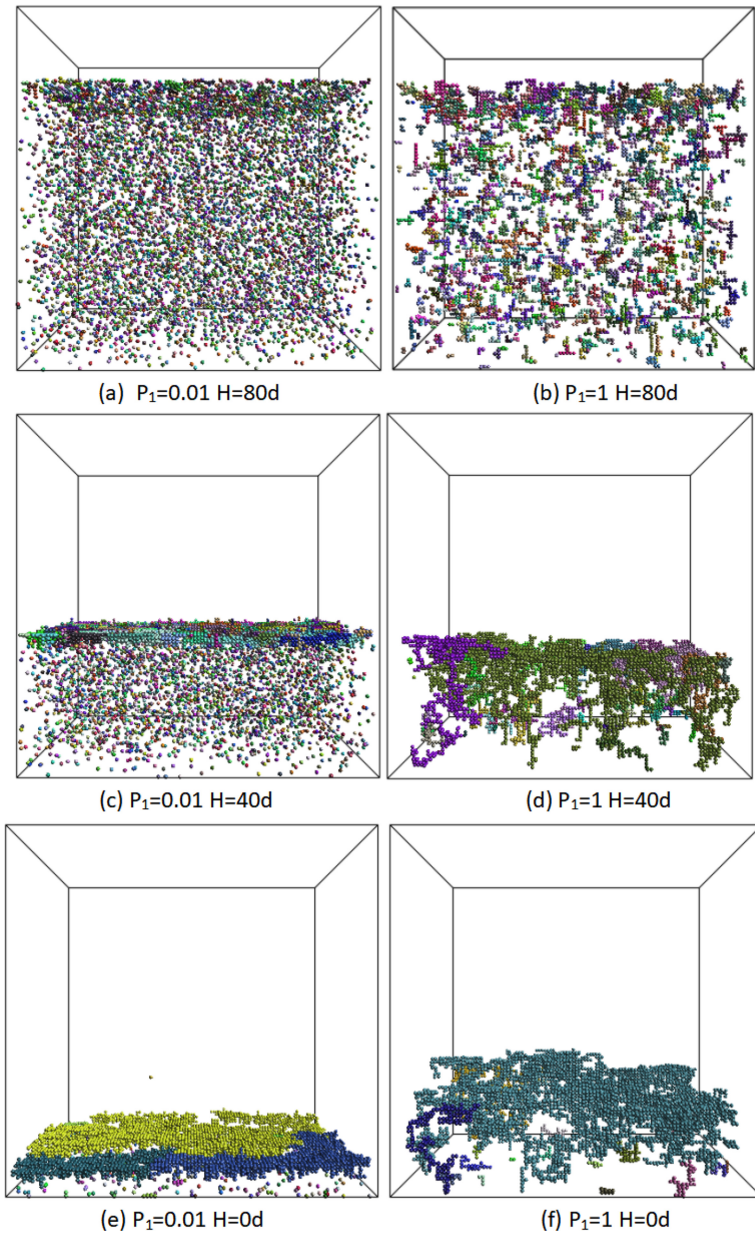 (a) P₁=0.01 H=80d
(b) P₁=1 H=80d
(c) P₁=0.01 H=40d
(d) P₁=1 H=40d
(e) P₁=0.01 H=0d
(f) P₁=1 H=0d